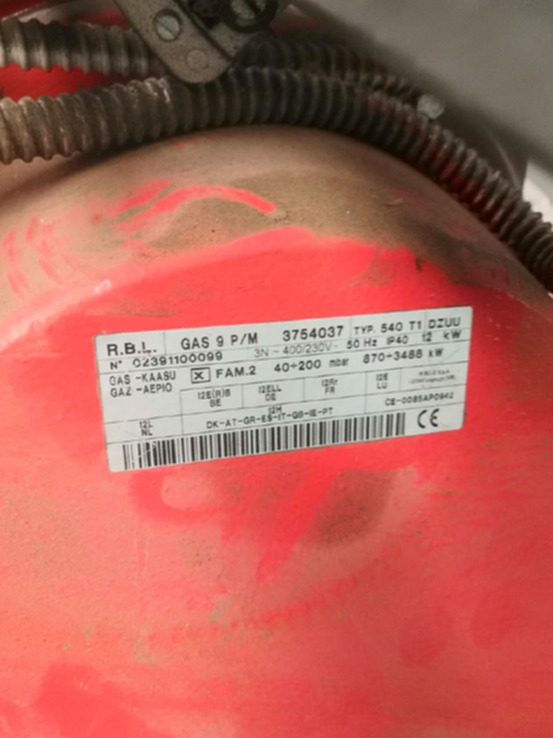 R.B.L. GAS 9 P/M 3754037 TYP. 540 T1 DZUU
N° 02391100099 3N - 400/230V~ 50 Hz IP40 12 kW
GAS -KAASU ☒ FAM.2 40÷200 mbar 870÷3488 kW
GAZ -AEPIO
I2L I2E(R)B I2ELL I2H I2Er I2E
NL BE DE DK-AT-GR-ES-IT-GB-IE-PT FR LU
CE-0085AP0942
CE